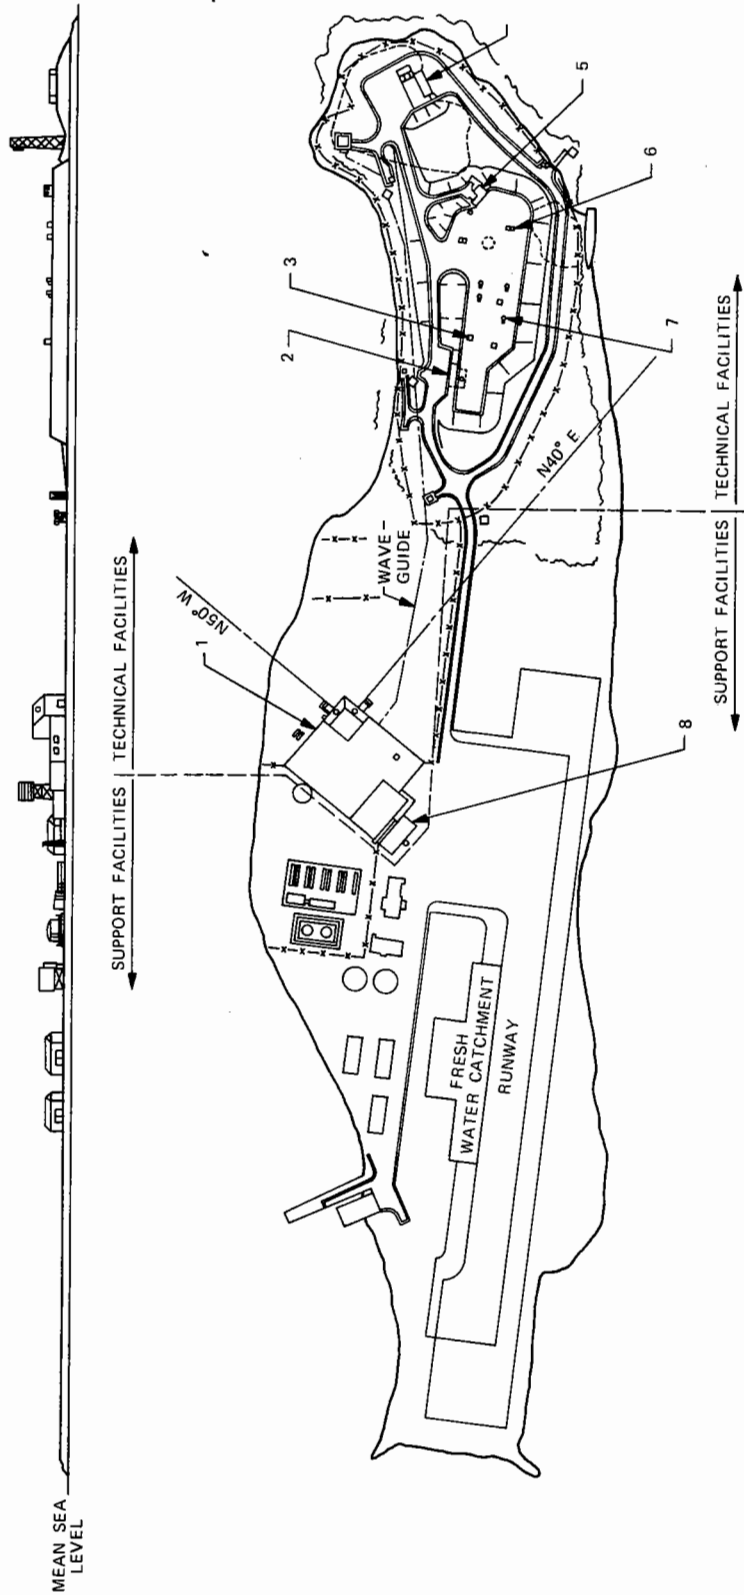 MEAN SEA
LEVEL
SUPPORT FACILITIES
TECHNICAL FACILITIES
N50° W
1
2
3
5
6
7
8
WAVE-
GUIDE
N40° E
FRESH
WATER CATCHMENT
RUNWAY
SUPPORT FACILITIES
TECHNICAL FACILITIES